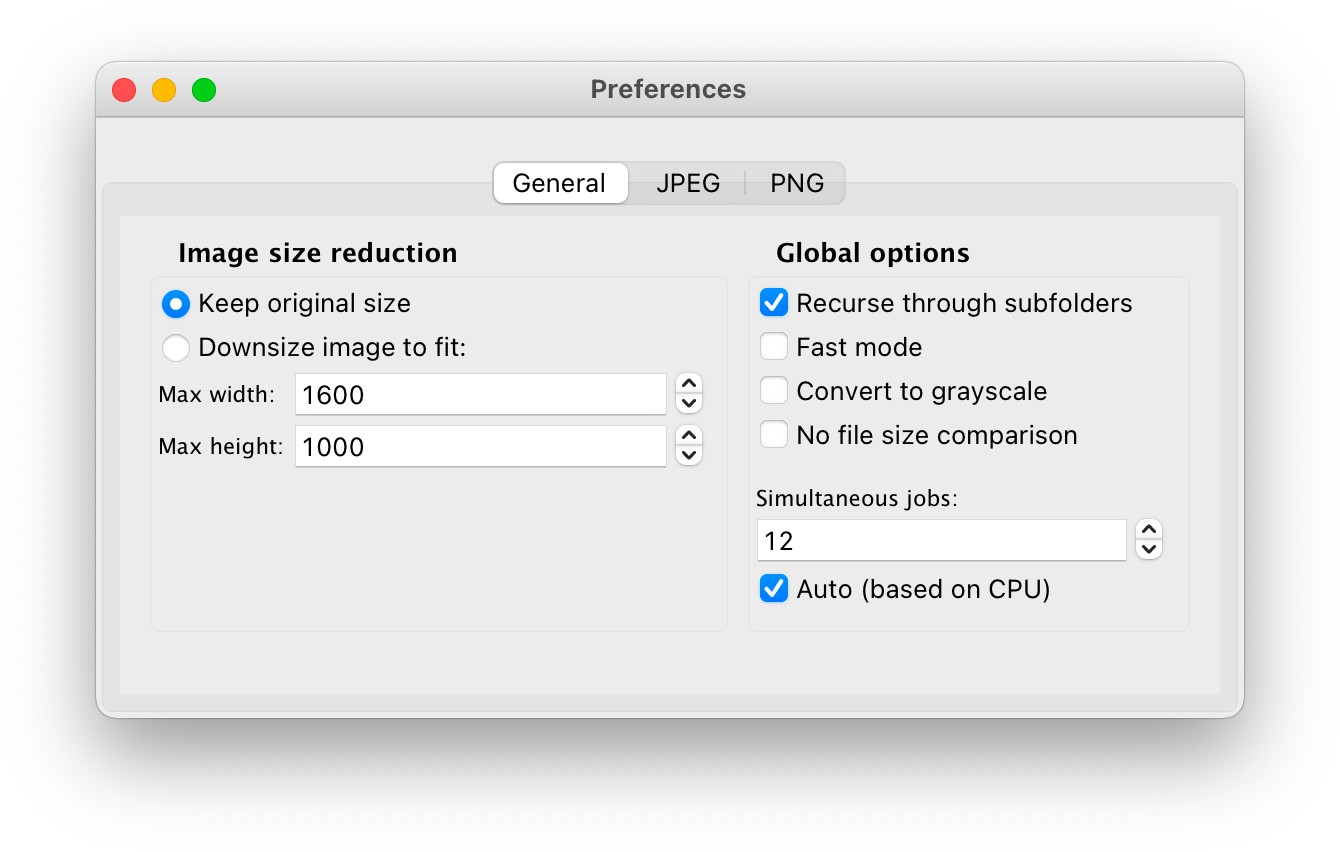 Preferences
General JPEG PNG
Image size reduction
Keep original size
Downsize image to fit:
Max width: 1600
Max height: 1000
Global options
Recurse through subfolders
Fast mode
Convert to grayscale
No file size comparison
Simultaneous jobs:
12
Auto (based on CPU)